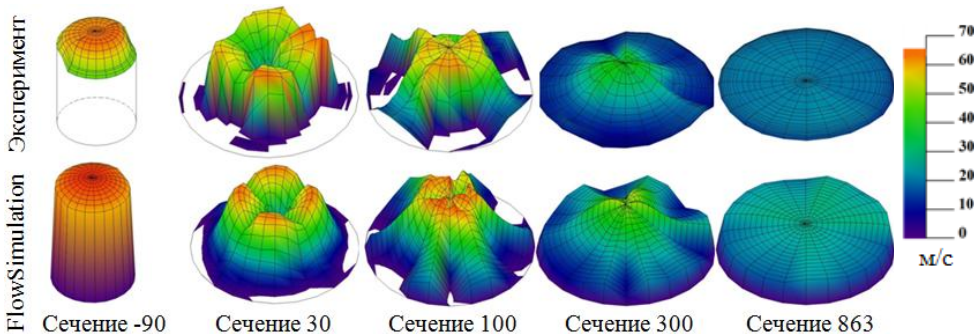 Эксперимент
FlowSimulation
Сечение -90
Сечение 30
Сечение 100
Сечение 300
Сечение 863
70
60
50
40
30
20
10
0
м/с